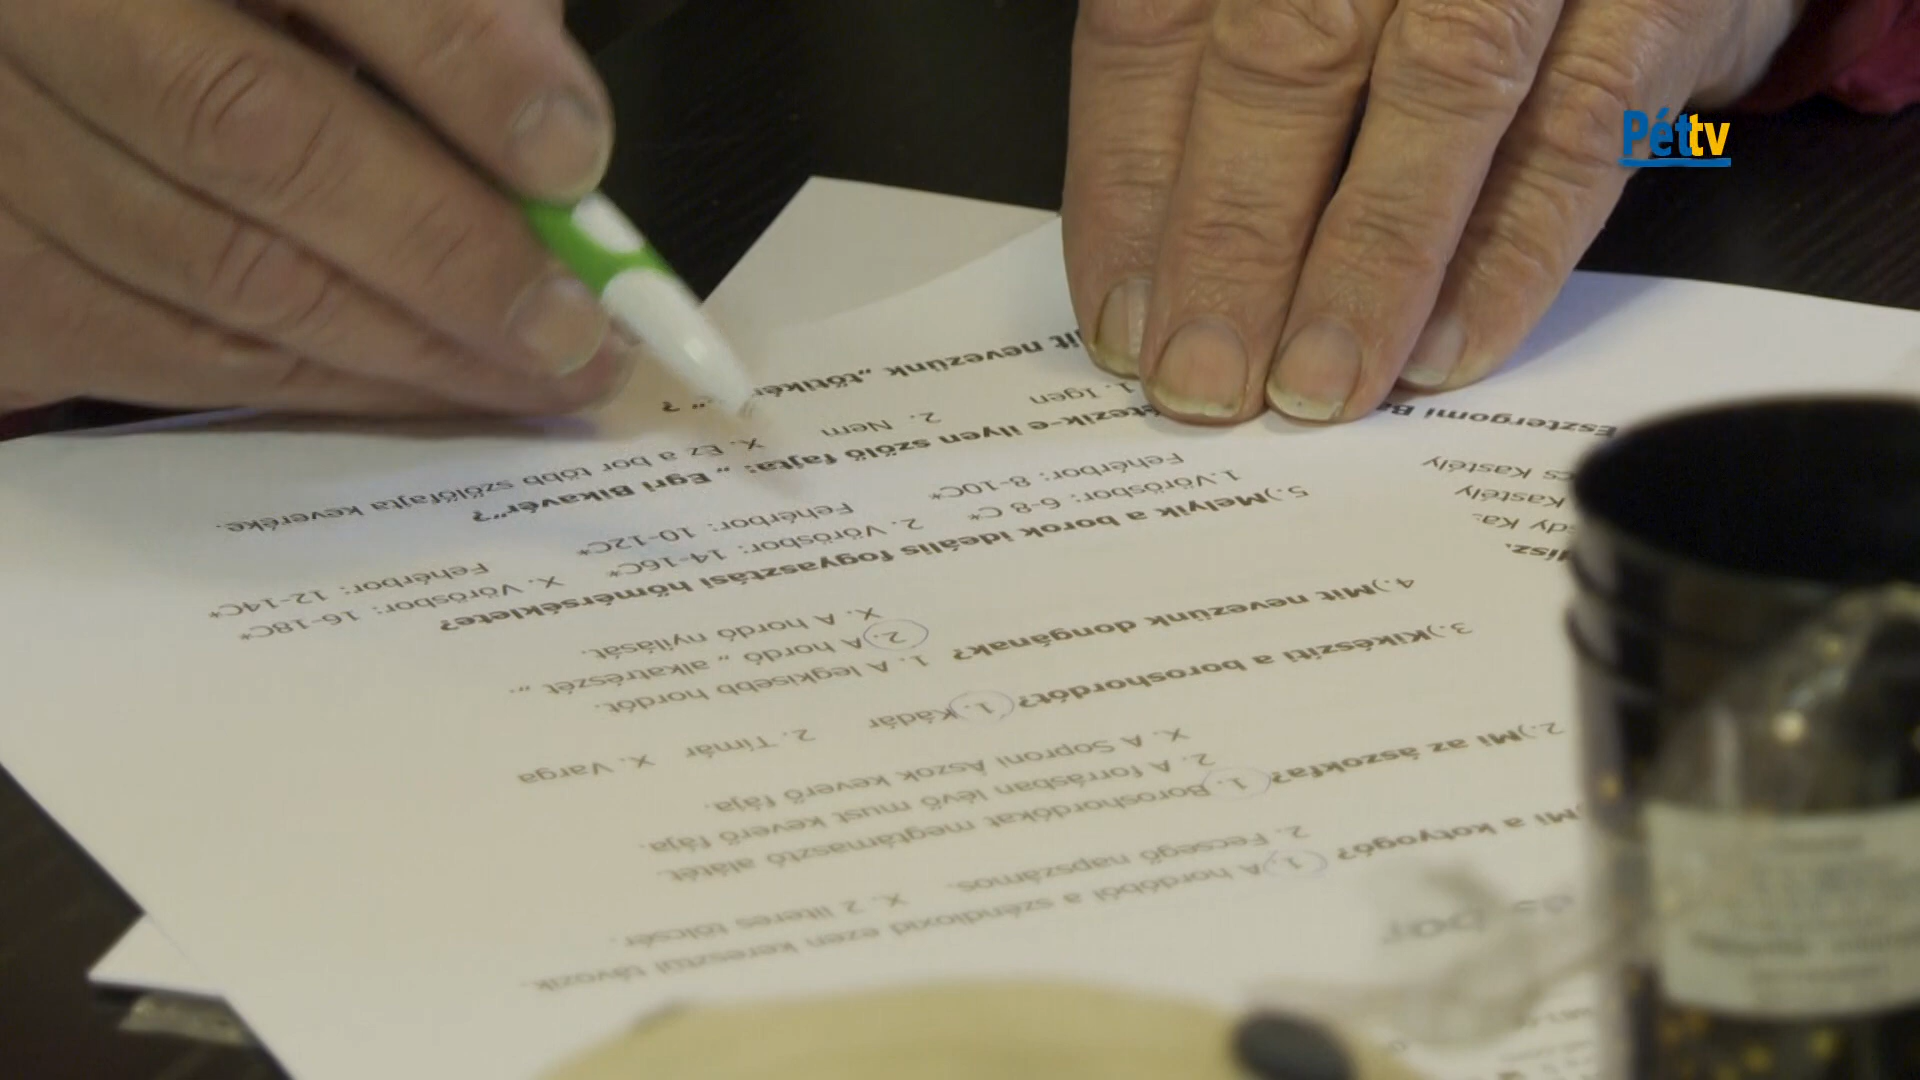 Péttv
Mi a kotyogó?
1. A hordóból a széndioxid ezen keresztül távozik.
2. Fecsegő napszámos.
X. 2 literes tölcsér.
2.)Mi az ászokfa?
1. Boroshordókat megtámasztó alátét.
2. A forrásban lévő must keverő fája.
X. A Soproni Ászok keverő fája.
3.)Kikészíti a boroshordót?
1. Kádár 2. Tímár X. Varga
4.)Mit nevezünk dongának?
1. A legkisebb hordót.
2. A hordó „ alkatrészét ”.
X. A hordó nyílását.
5.)Melyik a borok ideális fogyasztási hőmérséklete?
1.Vörösbor: 6-8 C° 2. Vörösbor: 14-16C° X. Vörösbor: 16-18C°
Fehérbor: 8-10C° Fehérbor: 10-12C° Fehérbor: 12-14C°
ilyen szőlő fajta: „ Egri Bikavér”?
1. Igen 2. Nem X. Ez a bor több szőlőfajta keveréke.
nevezünk
Esztergomi
Kastély
Kastély